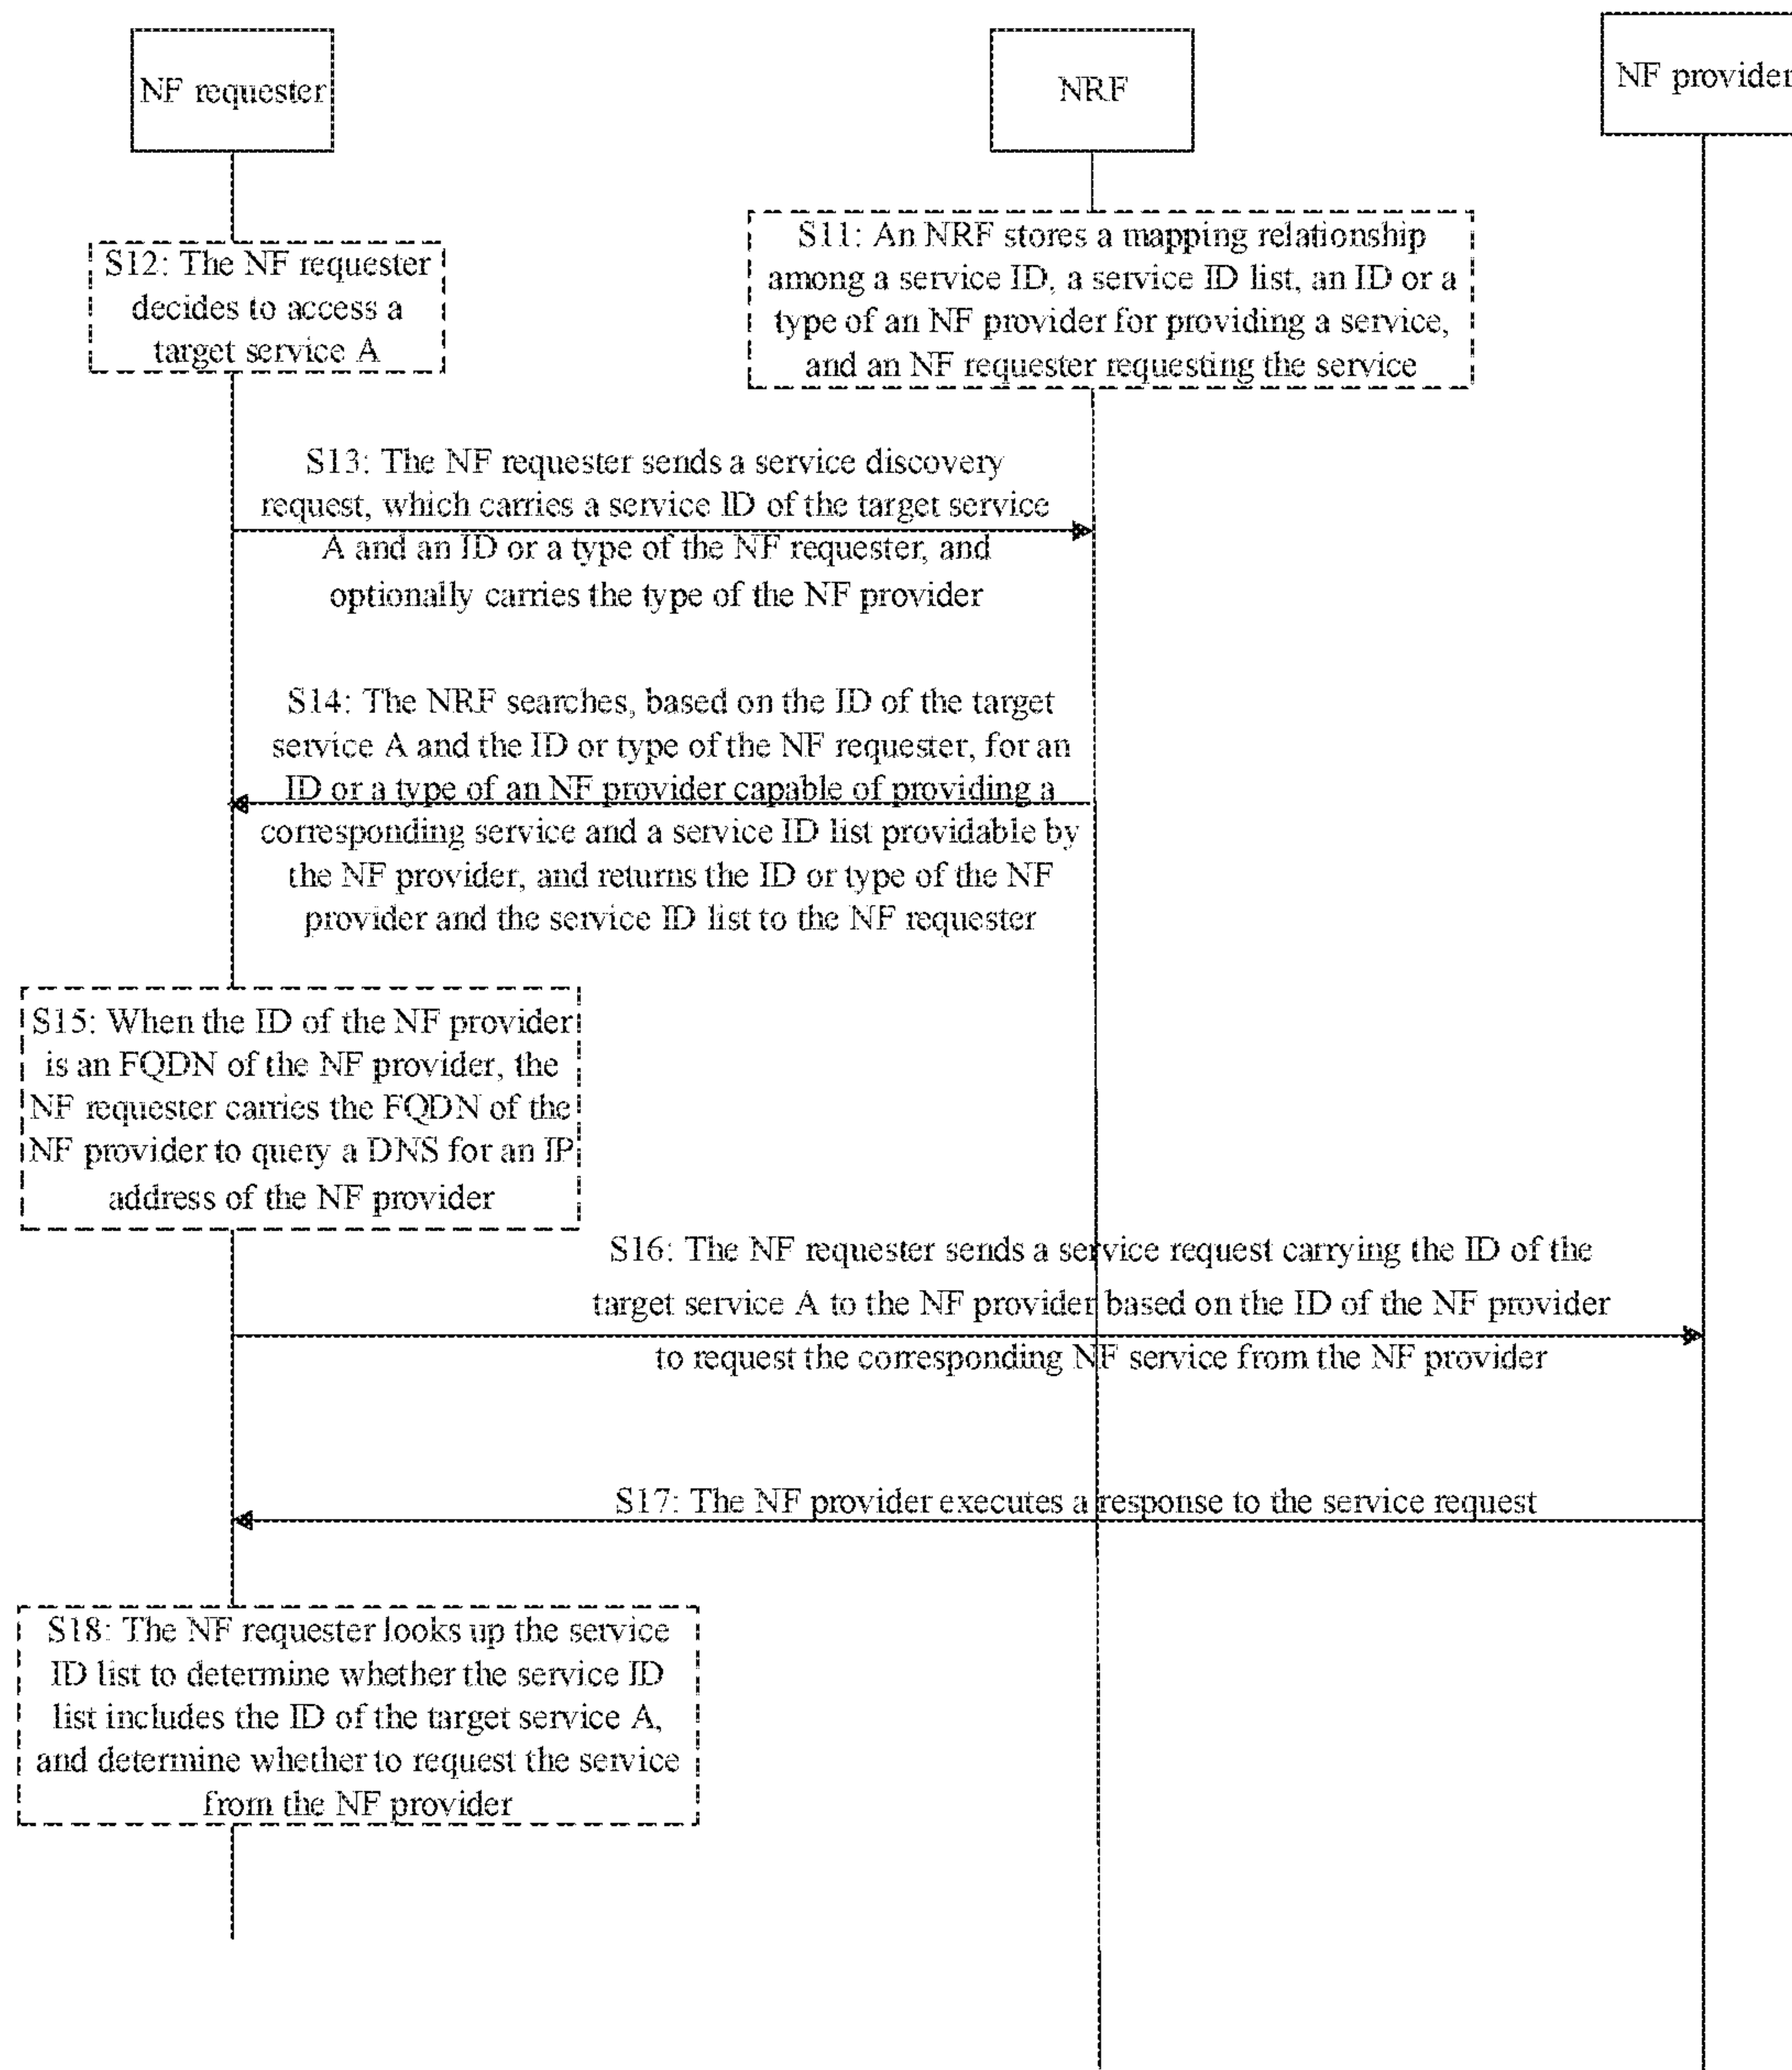 NF requester
NRF
NF provider
S11: An NRF stores a mapping relationship
among a service ID, a service ID list, an ID or a
type of an NF provider for providing a service,
and an NF requester requesting the service
S12: The NF requester
decides to access a
target service A
S13: The NF requester sends a service discovery
request, which carries a service ID of the target service
A and an ID or a type of the NF requester, and
optionally carries the type of the NF provider
S14: The NRF searches, based on the ID of the target
service A and the ID or type of the NF requester, for an
ID or a type of an NF provider capable of providing a
corresponding service and a service ID list providable by
the NF provider, and returns the ID or type of the NF
provider and the service ID list to the NF requester
S15: When the ID of the NF provider
is an FQDN of the NF provider, the
NF requester carries the FQDN of the
NF provider to query a DNS for an IP
address of the NF provider
S16: The NF requester sends a service request carrying the ID of the
target service A to the NF provider based on the ID of the NF provider
to request the corresponding NF service from the NF provider
S17: The NF provider executes a response to the service request
S18: The NF requester looks up the service
ID list to determine whether the service ID
list includes the ID of the target service A,
and determine whether to request the service
from the NF provider